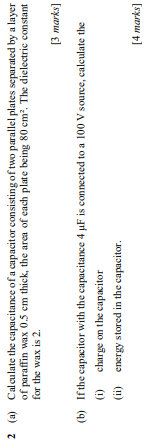 2 (a) Calculate the capacitance of a capacitor consisting of two parallel plates separated by a layer
of paraffin wax 0.5 cm thick, the area of each plate being 80 cm². The dielectric constant
for the wax is 2.
[3 marks]
(b) If the capacitor with the capacitance 4 μF is connected to a 100 V source, calculate the
(i) charge on the capacitor
(ii) energy stored in the capacitor.
[4 marks]